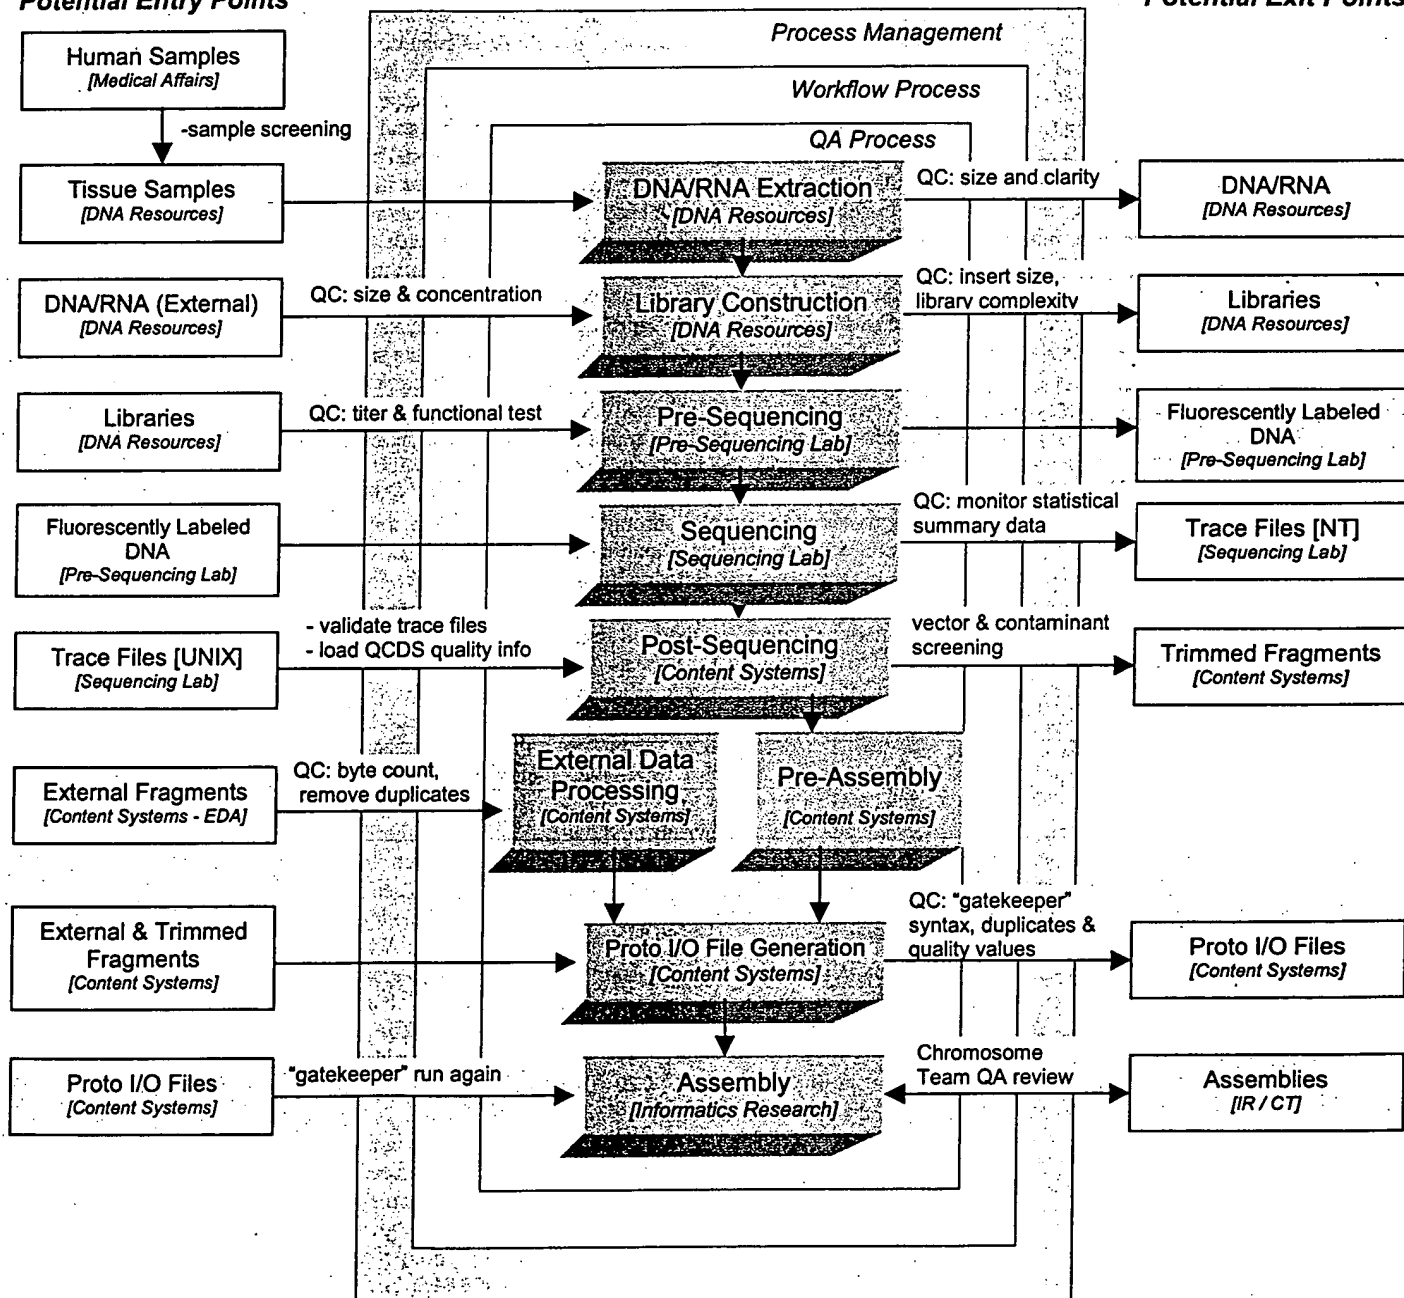 Potential Entry Points
Potential Exit Points
Process Management
Workflow Process
QA Process
Human Samples
[Medical Affairs]
-sample screening
Tissue Samples
[DNA Resources]
DNA/RNA Extraction
[DNA Resources]
QC: size and clarity
DNA/RNA
[DNA Resources]
DNA/RNA (External)
[DNA Resources]
QC: size & concentration
Library Construction
[DNA Resources]
QC: insert size,
library complexity
Libraries
[DNA Resources]
Libraries
[DNA Resources]
QC: titer & functional test
Pre-Sequencing
[Pre-Sequencing Lab]
Fluorescently Labeled
DNA
[Pre-Sequencing Lab]
Fluorescently Labeled
DNA
[Pre-Sequencing Lab]
Sequencing
[Sequencing Lab]
QC: monitor statistical
summary data
Trace Files [NT]
[Sequencing Lab]
Trace Files [UNIX]
[Sequencing Lab]
- validate trace files
- load QCDS quality info
Post-Sequencing
[Content Systems]
vector & contaminant
screening
Trimmed Fragments
[Content Systems]
External Fragments
[Content Systems - EDA]
QC: byte count,
remove duplicates
External Data
Processing
[Content Systems]
Pre-Assembly
[Content Systems]
External & Trimmed
Fragments
[Content Systems]
Proto I/O File Generation
[Content Systems]
QC: "gatekeeper"
syntax, duplicates &
quality values
Proto I/O Files
[Content Systems]
Proto I/O Files
[Content Systems]
"gatekeeper" run again
Assembly
[Informatics Research]
Chromosome
Team QA review
Assemblies
[IR / CT]